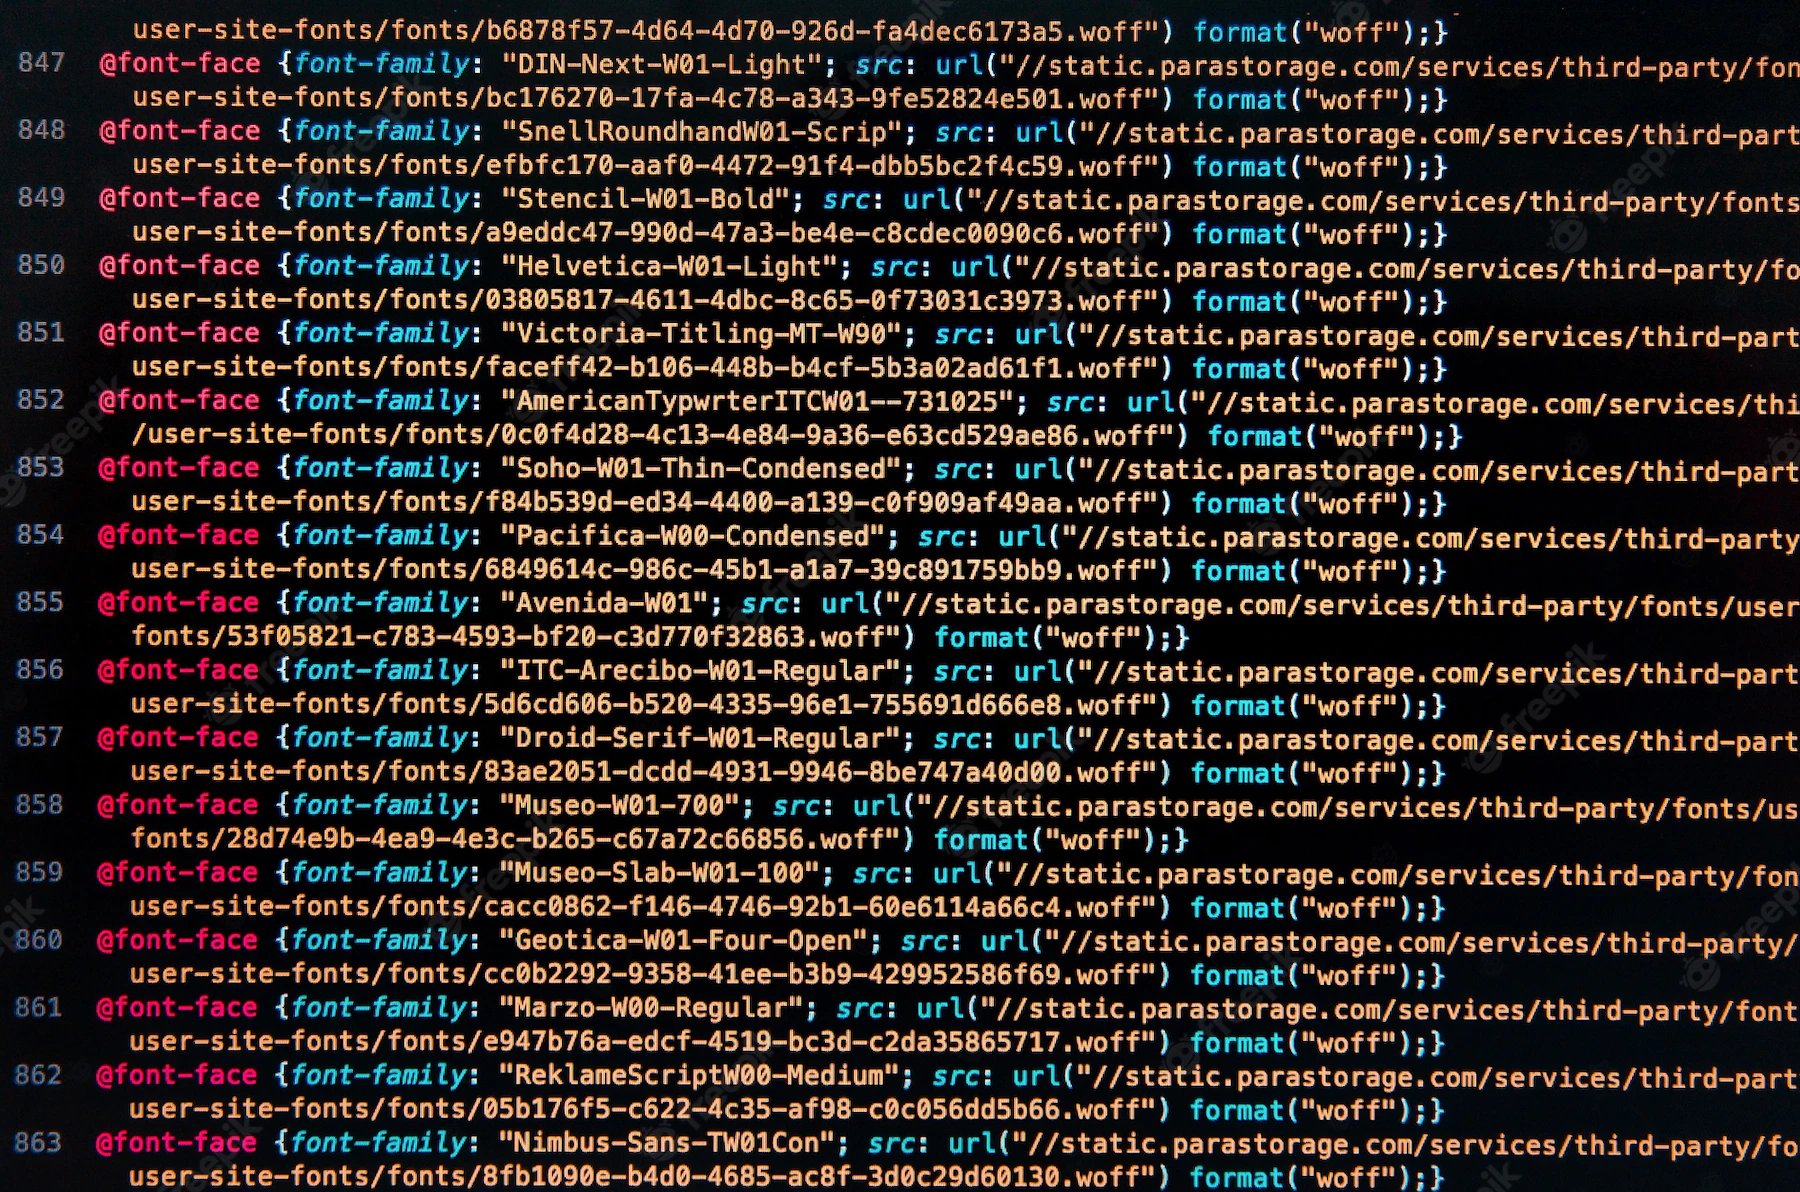 user-site-fonts/fonts/b6878f57-4d64-4d70-926d-fa4dec6173a5.woff") format("woff");}
847 @font-face {font-family: "DIN-Next-W01-Light"; src: url("//static.parastorage.com/services/third-party/fon
user-site-fonts/fonts/bc176270-17fa-4c78-a343-9fe52824e501.woff") format("woff");}
848 @font-face {font-family: "SnellRoundhandW01-Scrip"; src: url("//static.parastorage.com/services/third-part
user-site-fonts/fonts/efbfc170-aaf0-4472-91f4-dbb5bc2f4c59.woff") format("woff");}
849 @font-face {font-family: "Stencil-W01-Bold"; src: url("//static.parastorage.com/services/third-party/fonts
user-site-fonts/fonts/a9eddc47-990d-47a3-be4e-c8cdec0090c6.woff") format("woff");}
850 @font-face {font-family: "Helvetica-W01-Light"; src: url("//static.parastorage.com/services/third-party/fo
user-site-fonts/fonts/03805817-4611-4dbc-8c65-0f73031c3973.woff") format("woff");}
851 @font-face {font-family: "Victoria-Titling-MT-W90"; src: url("//static.parastorage.com/services/third-part
user-site-fonts/fonts/faceff42-b106-448b-b4cf-5b3a02ad61f1.woff") format("woff");}
852 @font-face {font-family: "AmericanTypwrterITCW01--731025"; src: url("//static.parastorage.com/services/thi
/user-site-fonts/fonts/0c0f4d28-4c13-4e84-9a36-e63cd529ae86.woff") format("woff");}
853 @font-face {font-family: "Soho-W01-Thin-Condensed"; src: url("//static.parastorage.com/services/third-part
user-site-fonts/fonts/f84b539d-ed34-4400-a139-c0f909af49aa.woff") format("woff");}
854 @font-face {font-family: "Pacifica-W00-Condensed"; src: url("//static.parastorage.com/services/third-party
user-site-fonts/fonts/6849614c-986c-45b1-a1a7-39c891759bb9.woff") format("woff");}
855 @font-face {font-family: "Avenida-W01"; src: url("//static.parastorage.com/services/third-party/fonts/user
fonts/53f05821-c783-4593-bf20-c3d770f32863.woff") format("woff");}
856 @font-face {font-family: "ITC-Arecibo-W01-Regular"; src: url("//static.parastorage.com/services/third-part
user-site-fonts/fonts/5d6cd606-b520-4335-96e1-755691d666e8.woff") format("woff");}
857 @font-face {font-family: "Droid-Serif-W01-Regular"; src: url("//static.parastorage.com/services/third-part
user-site-fonts/fonts/83ae2051-dcdd-4931-9946-8be747a40d00.woff") format("woff");}
858 @font-face {font-family: "Museo-W01-700"; src: url("//static.parastorage.com/services/third-party/fonts/us
fonts/28d74e9b-4ea9-4e3c-b265-c67a72c66856.woff") format("woff");}
859 @font-face {font-family: "Museo-Slab-W01-100"; src: url("//static.parastorage.com/services/third-party/fon
user-site-fonts/fonts/cacc0862-f146-4746-92b1-60e6114a66c4.woff") format("woff");}
860 @font-face {font-family: "Geotica-W01-Four-Open"; src: url("//static.parastorage.com/services/third-party/
user-site-fonts/fonts/cc0b2292-9358-41ee-b3b9-429952586f69.woff") format("woff");}
861 @font-face {font-family: "Marzo-W00-Regular"; src: url("//static.parastorage.com/services/third-party/font
user-site-fonts/fonts/e947b76a-edcf-4519-bc3d-c2da35865717.woff") format("woff");}
862 @font-face {font-family: "ReklameScriptW00-Medium"; src: url("//static.parastorage.com/services/third-part
user-site-fonts/fonts/05b176f5-c622-4c35-af98-c0c056dd5b66.woff") format("woff");}
863 @font-face {font-family: "Nimbus-Sans-TW01Con"; src: url("//static.parastorage.com/services/third-party/fo
user-site-fonts/fonts/8fb1090e-b4d0-4685-ac8f-3d0c29d60130.woff") format("woff");}
freepik